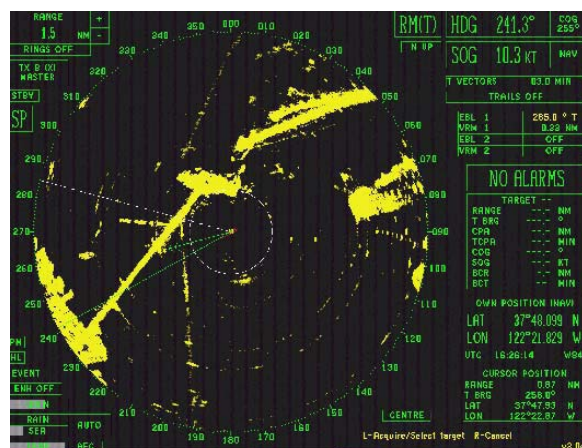 RANGE + RM(T) HDG 241.3° COG
1.5 NM - 255°
RINGS OFF N UP SOG 10.3 KT NAV
TX B (X)
MASTER
T VECTORS 03.0 MIN
STBY TRAILS OFF
SP
EBL 1 285.0 ° T
VRM 1 0.33 NM
EBL 2 OFF
VRM 2 OFF
000
020
030
040
050
060
070
080
-090
100
110
120
130
140
150
160
170
180
190
200
210
220
240
250
260
270
280
290
300
310
320
330
340
NO ALARMS
TARGET --
RANGE --- NM
T BRG --- °
CPA --- NM
TCPA --- MIN
COG --- °
SOG --- KT
BCR --- NM
BCT --- MIN
OWN POSITION (NAV)
LAT 37°48.099 N
LON 122°21.829 W
UTC 16:26:14 W84
CURSOR POSITION
RANGE 0.87 NM
T BRG 258.0°
LAT 37°47.93 N
LON 122°22.87 W
HL
EVENT
ENH OFF
GAIN
RAIN AUTO
SEA
AFC
CENTRE
L-Acquire/Select target R-Cancel